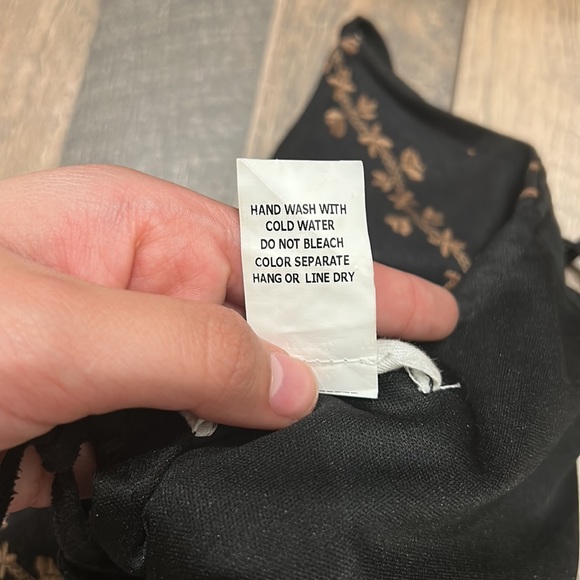 HAND WASH WITH
COLD WATER
DO NOT BLEACH
COLOR SEPARATE
HANG OR LINE DRY